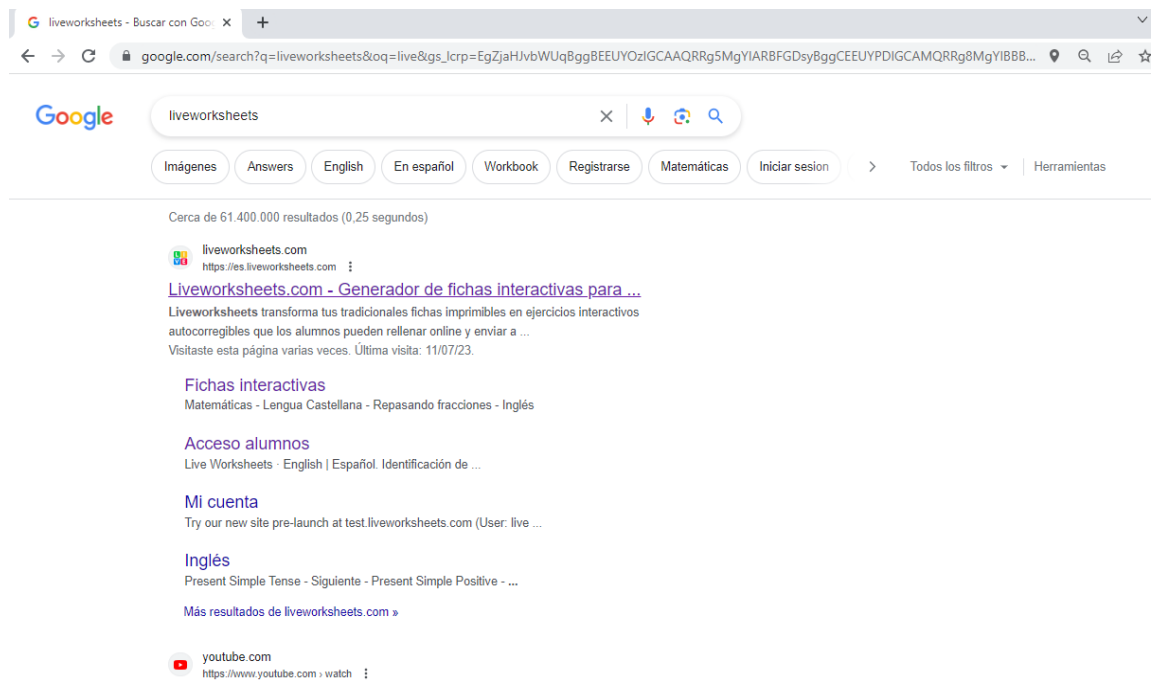 liveworksheets - Buscar con Goo
google.com/search?q=liveworksheets&oq=live&gs_lcrp=EgZjaHJvbWUqBggBEEUYOzIGCAAQRRg5MgYIARBFGDsyBggCEEUYPDIGCAMQRRg8MgYIBBB...
Google
liveworksheets
Imágenes Answers English En español Workbook Registrarse Matemáticas Iniciar sesion Todos los filtros Herramientas
Cerca de 61.400.000 resultados (0,25 segundos)
liveworksheets.com
https://es.liveworksheets.com
Liveworksheets.com - Generador de fichas interactivas para ...
Liveworksheets transforma tus tradicionales fichas imprimibles en ejercicios interactivos
autocorregibles que los alumnos pueden rellenar online y enviar a ...
Visitaste esta página varias veces. Última visita: 11/07/23.
Fichas interactivas
Matemáticas - Lengua Castellana - Repasando fracciones - Inglés
Acceso alumnos
Live Worksheets · English | Español. Identificación de ...
Mi cuenta
Try our new site pre-launch at test.liveworksheets.com (User: live ...
Inglés
Present Simple Tense - Siguiente - Present Simple Positive - ...
Más resultados de liveworksheets.com »
youtube.com
https://www.youtube.com › watch